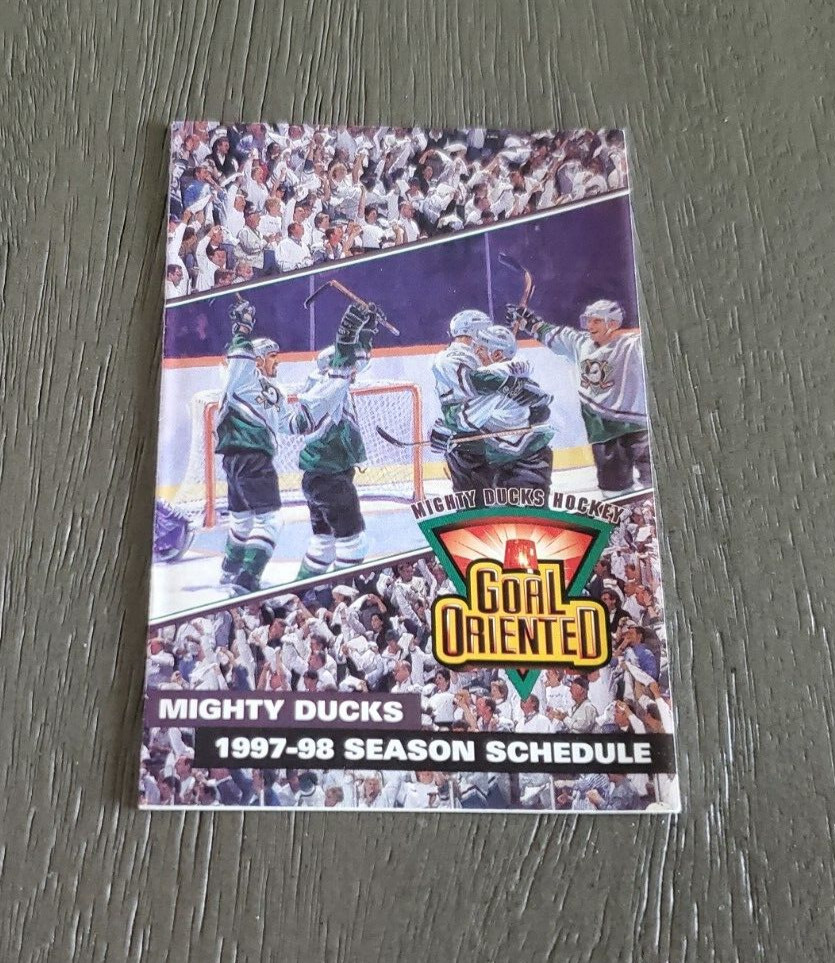 MIGHTY DUCKS HOCKEY
GOAL
ORIENTED
MIGHTY DUCKS
1997-98 SEASON SCHEDULE